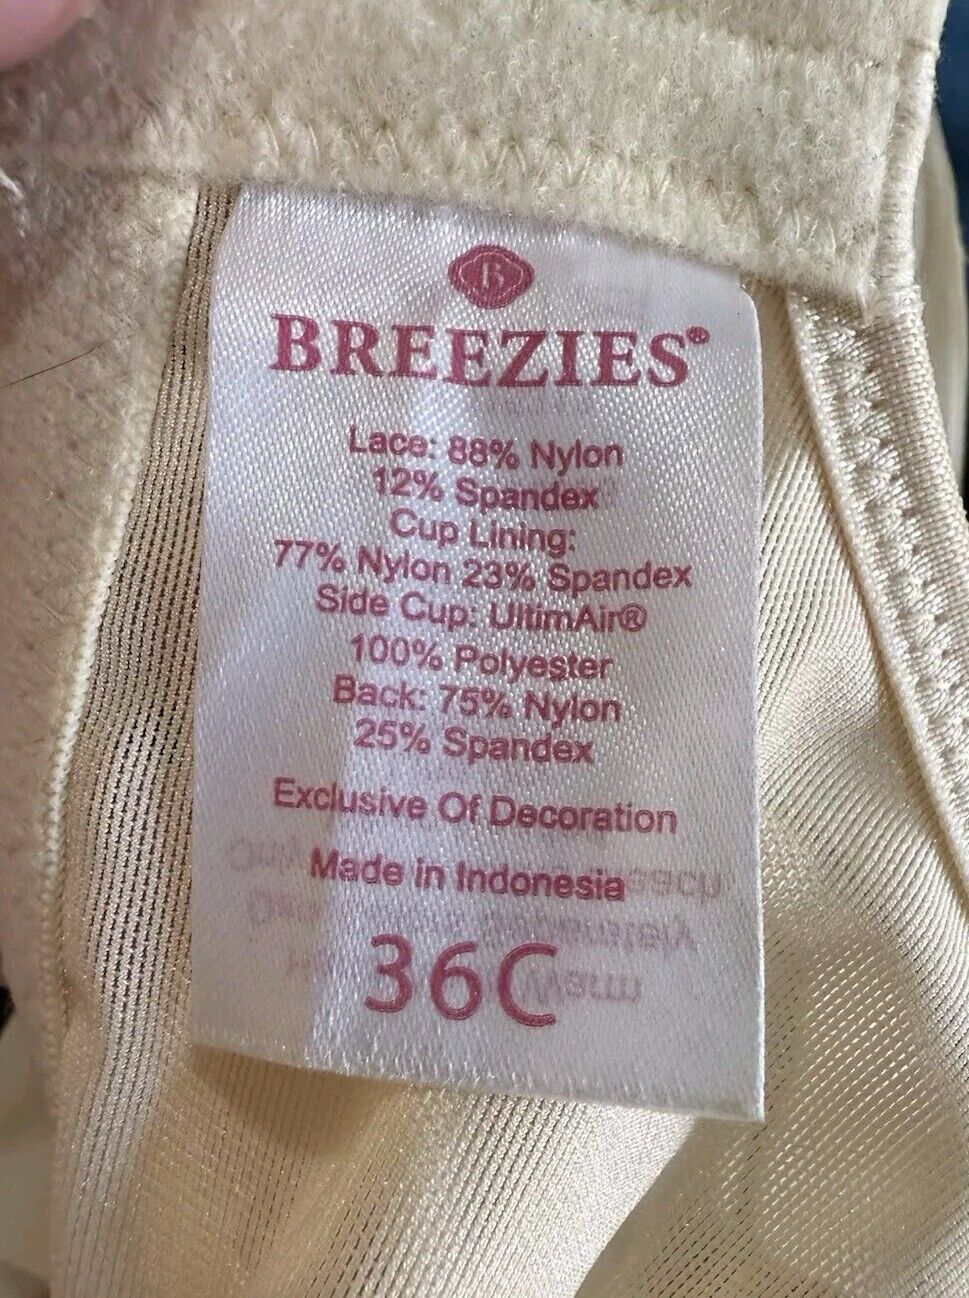 B
BREEZIES®
Lace: 88% Nylon
12% Spandex
Cup Lining:
77% Nylon 23% Spandex
Side Cup: UltimAir®
100% Polyester
Back: 75% Nylon
25% Spandex
Exclusive Of Decoration
Made in Indonesia
36C